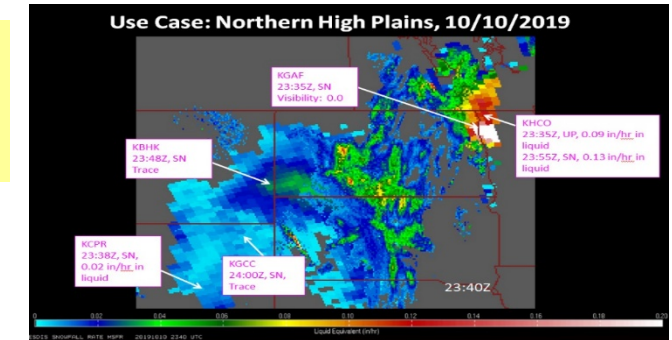 Use Case: Northern High Plains, 10/10/2019
KGAF
23:35Z, SN
Visibility: 0.0
KHCO
23:35Z, UP, 0.09 in/hr in
liquid
23:55Z, SN, 0.13 in/hr in
liquid
KBHK
23:48Z, SN
Trace
KCPR
23:38Z, SN,
0.02 in/hr in
liquid
KGCC
24:00Z, SN,
Trace
23:40Z
0 0.02 0.04 0.06 0.08 0.10 0.12 0.14 0.16 0.18 0.20
Liquid Equivalent (in/hr)
SNOWFALL RATE 20191010 2340 UTC